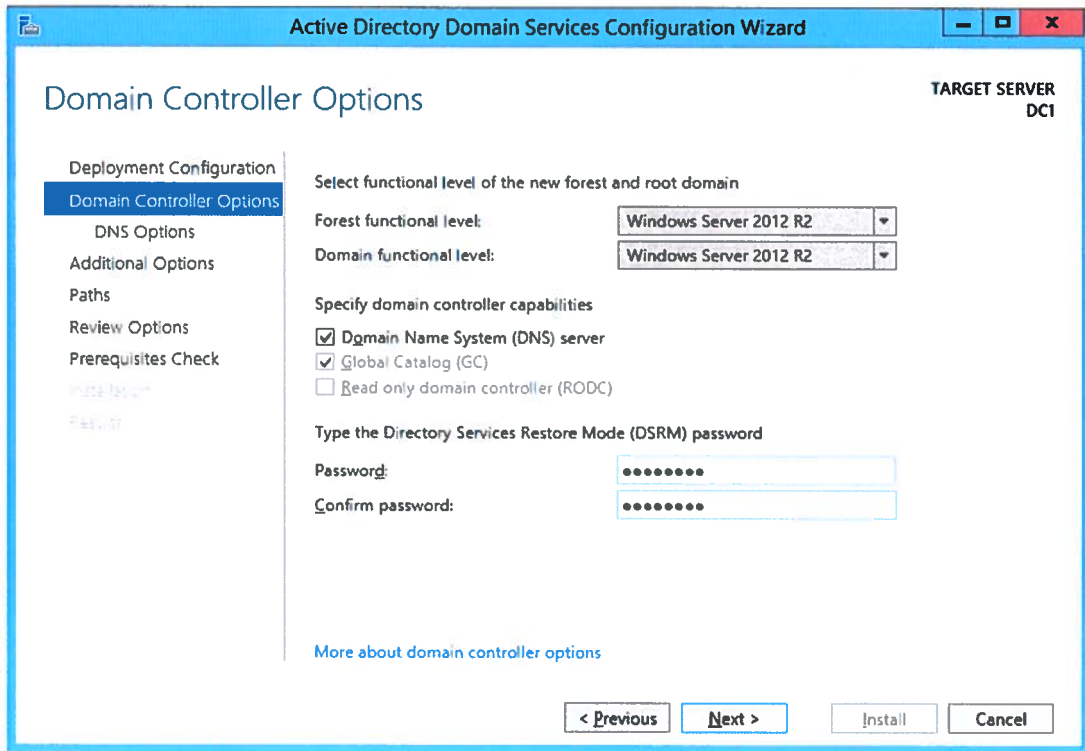 Active Directory Domain Services Configuration Wizard
Domain Controller Options
TARGET SERVER
DC1
Deployment Configuration
Domain Controller Options
DNS Options
Additional Options
Paths
Review Options
Prerequisites Check
Installation
Results
Select functional level of the new forest and root domain
Forest functional level: Windows Server 2012 R2
Domain functional level: Windows Server 2012 R2
Specify domain controller capabilities
Domain Name System (DNS) server
Global Catalog (GC)
Read only domain controller (RODC)
Type the Directory Services Restore Mode (DSRM) password
Password: ●●●●●●●●
Confirm password: ●●●●●●●●
More about domain controller options
< Previous Next > Install Cancel